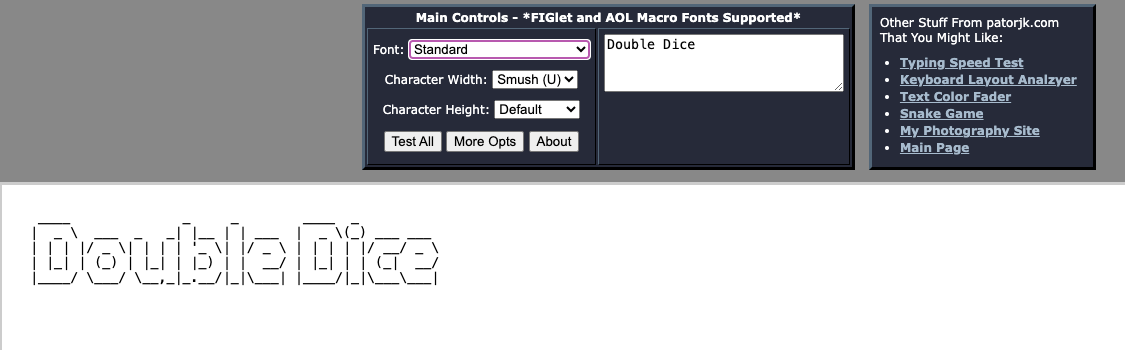 Main Controls - *FIGlet and AOL Macro Fonts Supported*
Font: Standard
Character Width: Smush (U)
Character Height: Default
Test All More Opts About
Double Dice
Other Stuff From patorjk.com
That You Might Like:
Typing Speed Test
Keyboard Layout Analzyer
Text Color Fader
Snake Game
My Photography Site
Main Page
Double Dice